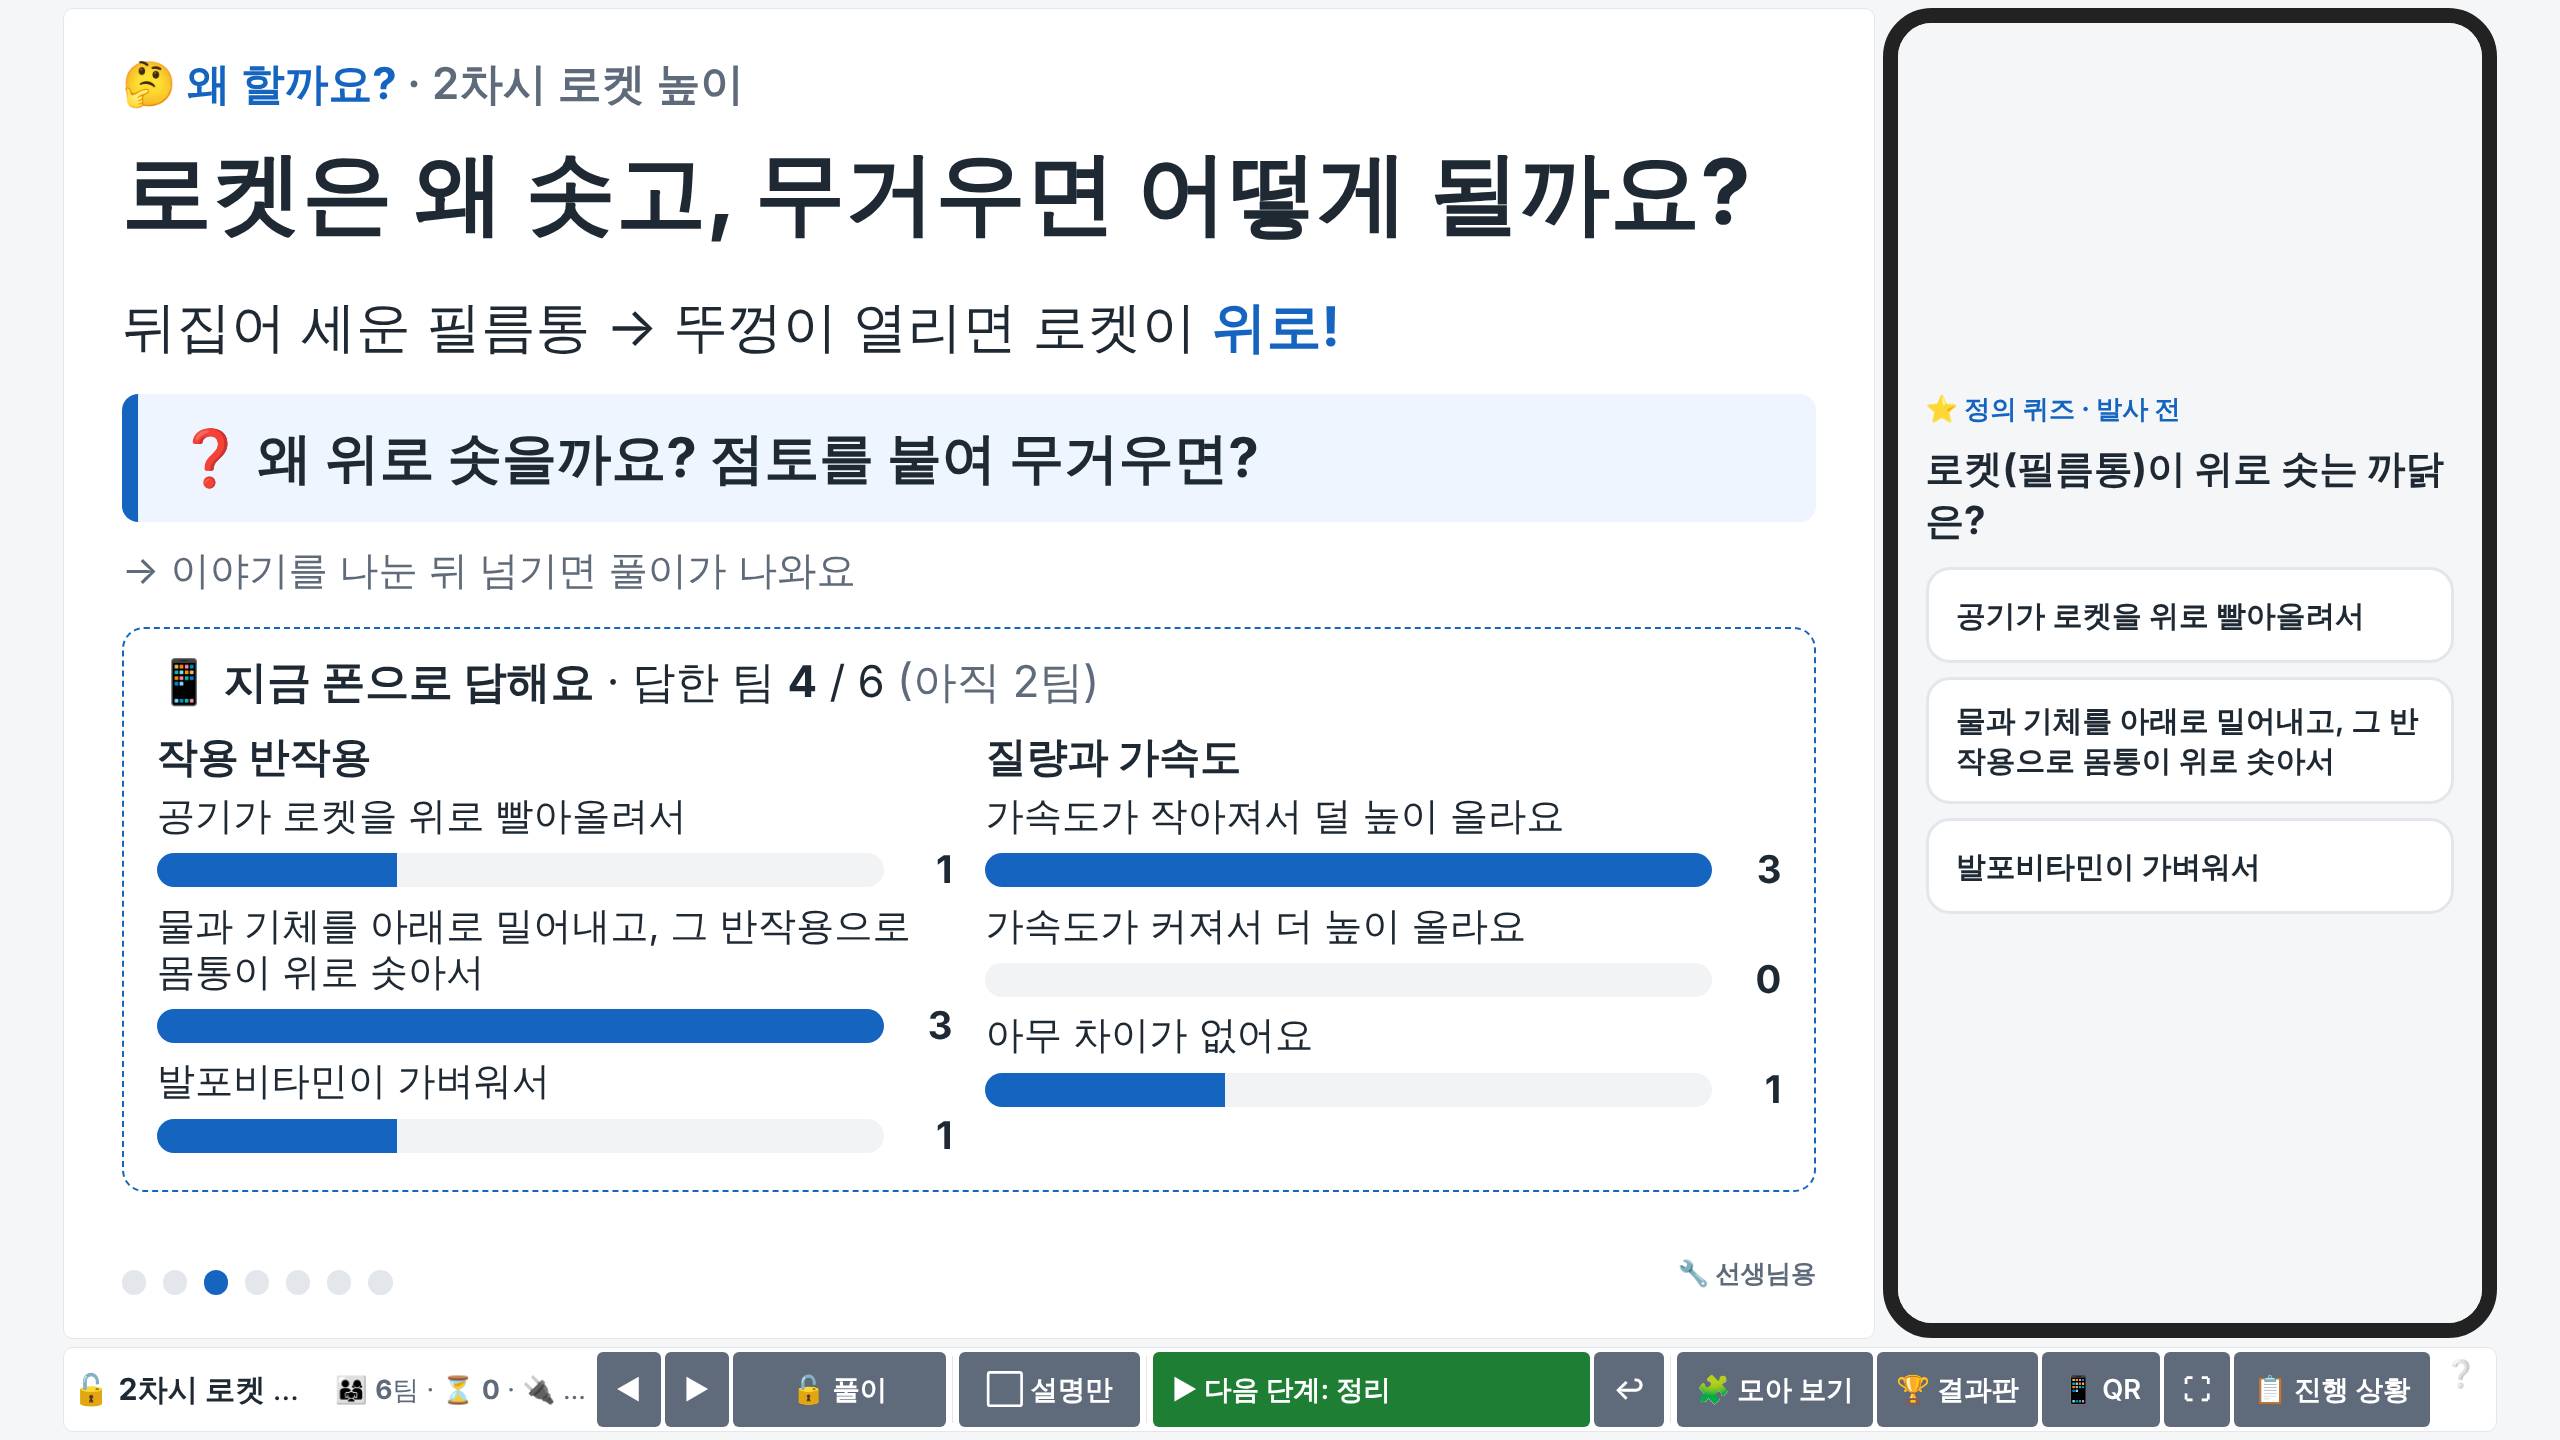 🤔 왜 할까요? · 2차시 로켓 높이
로켓은 왜 솟고, 무거우면 어떻게 될까요?
뒤집어 세운 필름통 → 뚜껑이 열리면 로켓이 위로!
❓ 왜 위로 솟을까요? 점토를 붙여 무거우면?
→ 이야기를 나눈 뒤 넘기면 풀이가 나와요
📱 지금 폰으로 답해요 · 답한 팀 4 / 6 (아직 2팀)
작용 반작용
공기가 로켓을 위로 빨아올려서
1
물과 기체를 아래로 밀어내고, 그 반작용으로
몸통이 위로 솟아서
3
발포비타민이 가벼워서
1
질량과 가속도
가속도가 작아져서 덜 높이 올라요
3
가속도가 커져서 더 높이 올라요
0
아무 차이가 없어요
1
🔧 선생님용
⭐ 정의 퀴즈 · 발사 전
로켓(필름통)이 위로 솟는 까닭
은?
공기가 로켓을 위로 빨아올려서
물과 기체를 아래로 밀어내고, 그 반
작용으로 몸통이 위로 솟아서
발포비타민이 가벼워서
🔓 2차시 로켓 ... 👨‍👩‍👧 6팀 · ⏳ 0 · 🔌 ... ◀ ▶ 🔓 풀이 ⬜ 설명만 ▶ 다음 단계: 정리 ↩ 🧩 모아 보기 🏆 결과판 📱 QR ⛶ 📋 진행 상황 ❔